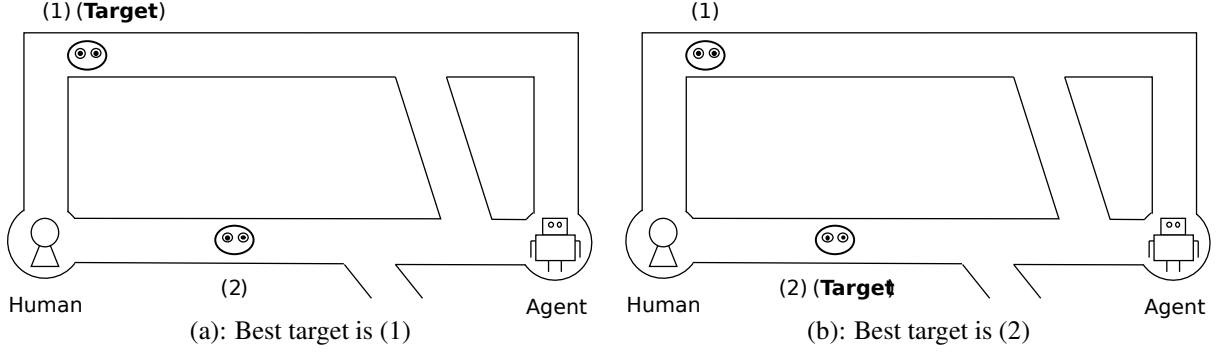 (1) (Target)
(2)
Human
Agent
(a): Best target is (1)
(1)
(2) (Target)
Human
Agent
(b): Best target is (2)